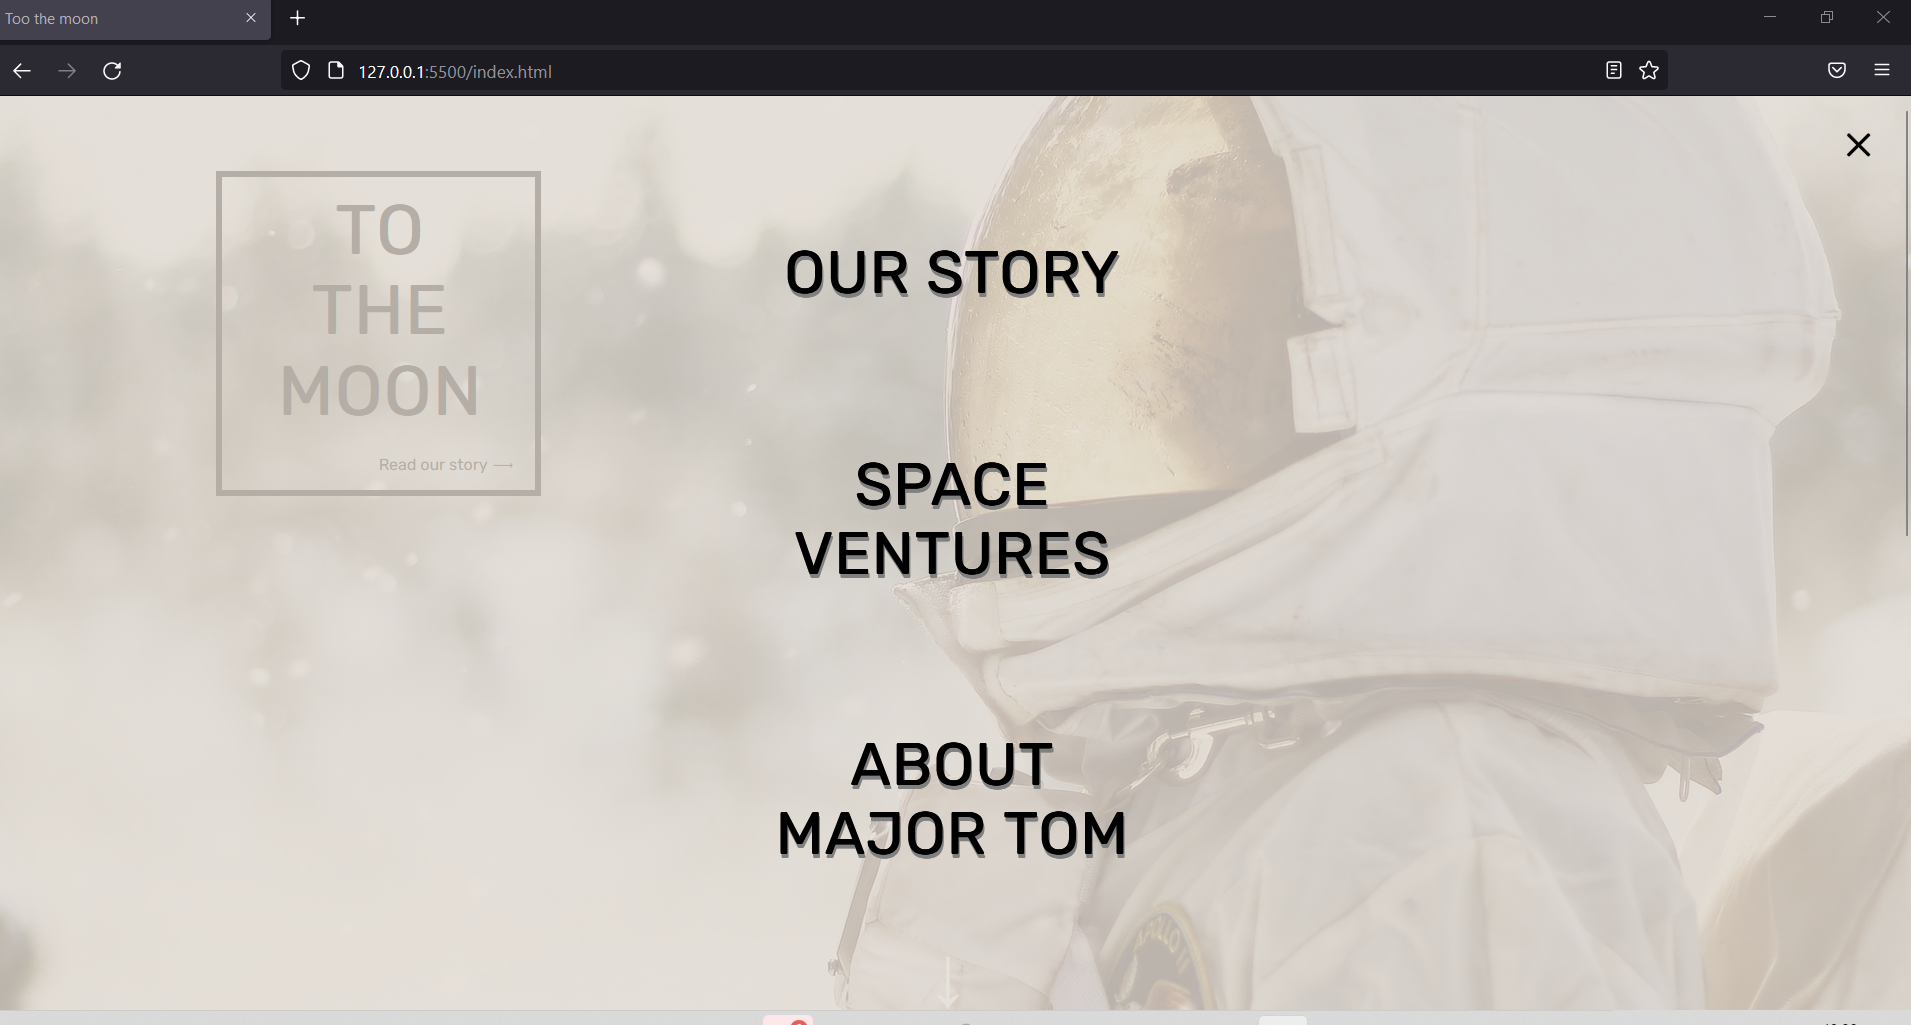 Too the moon
127.0.0.1:5500/index.html
TO
THE
MOON
Read our story ⟶
OUR STORY
SPACE
VENTURES
ABOUT
MAJOR TOM